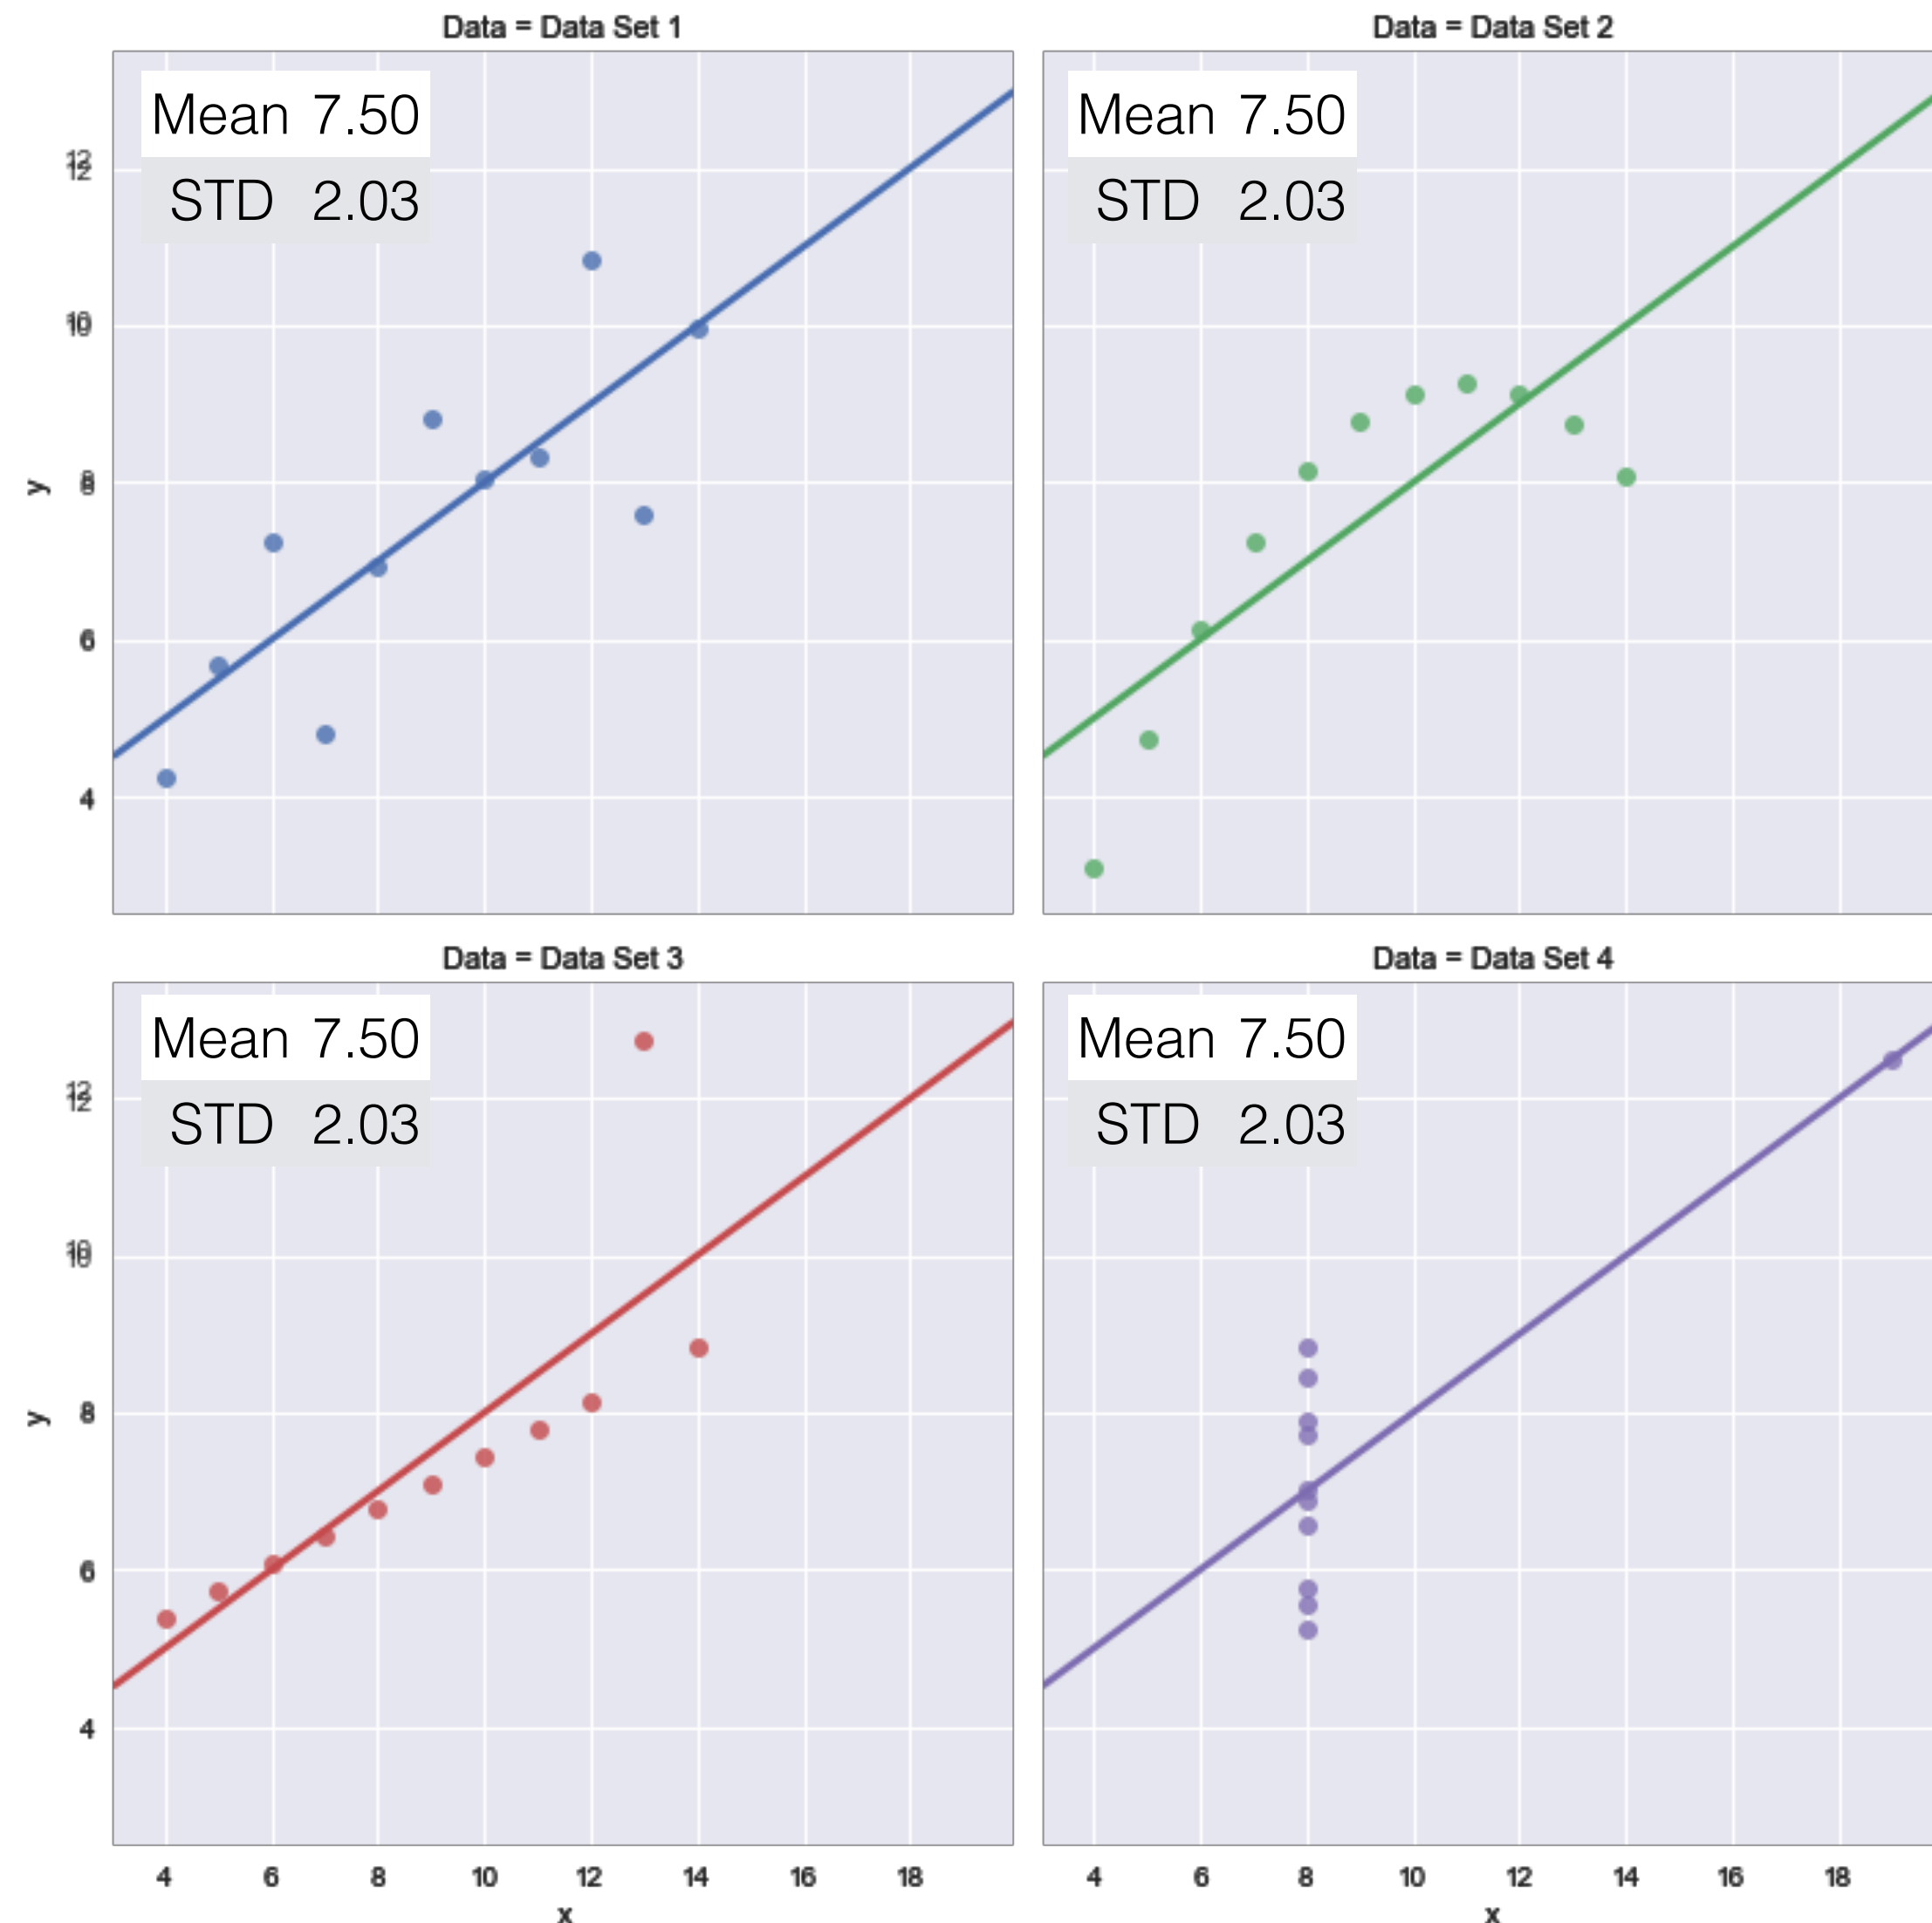 Data = Data Set 1
Data = Data Set 2
Mean 7.50
STD 2.03
Mean 7.50
STD 2.03
12
10
8
6
4
y
Data = Data Set 3
Data = Data Set 4
Mean 7.50
STD 2.03
Mean 7.50
STD 2.03
12
10
8
6
4
y
4 6 8 10 12 14 16 18
4 6 8 10 12 14 16 18
x
x